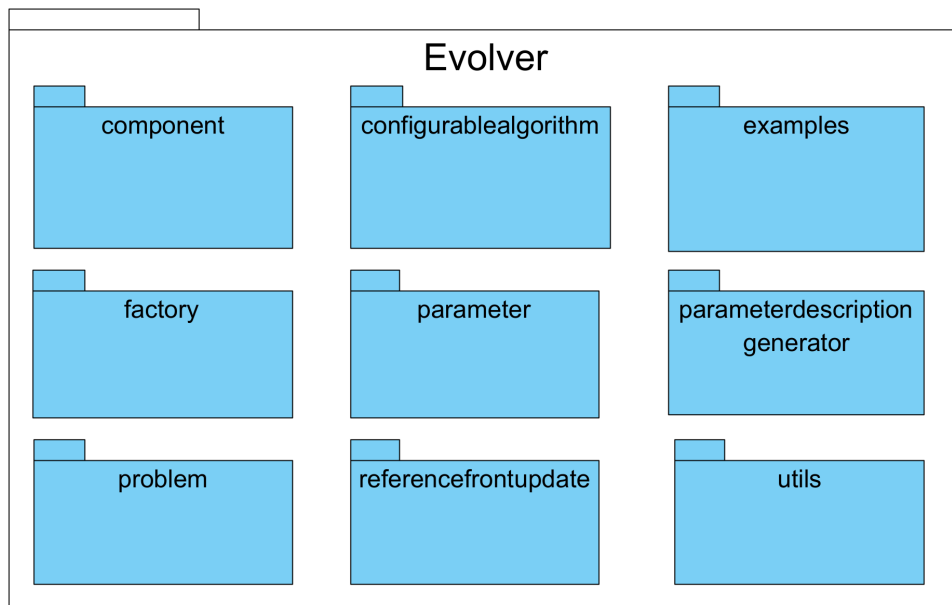 Evolver
component
configurablealgorithm
examples
factory
parameter
parameterdescription
generator
problem
referencefrontupdate
utils